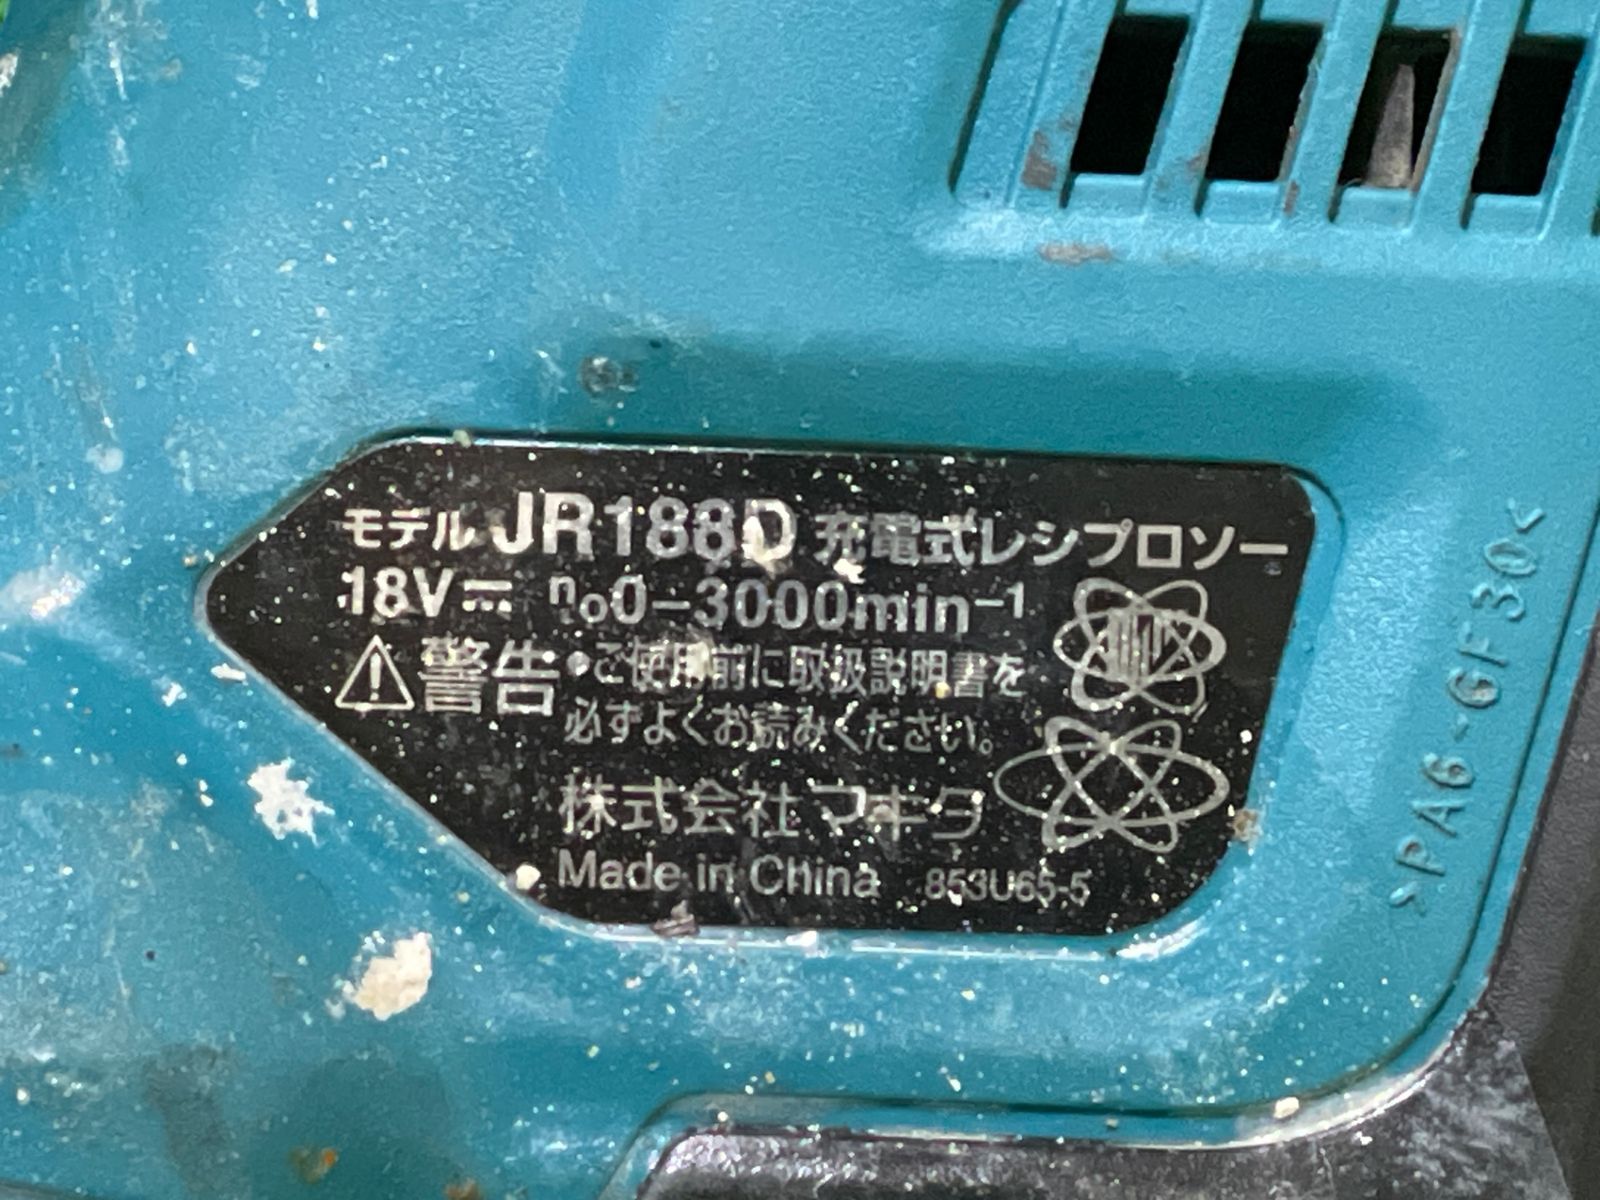 モデル JR188D 充電式レシプロソー
18V⎓ n₀0-3000min⁻¹
⚠警告 ●ご使用前に取扱説明書を
必ずよくお読みください。
株式会社マキタ
Made in China 853U65-5
>PA6-GF30<